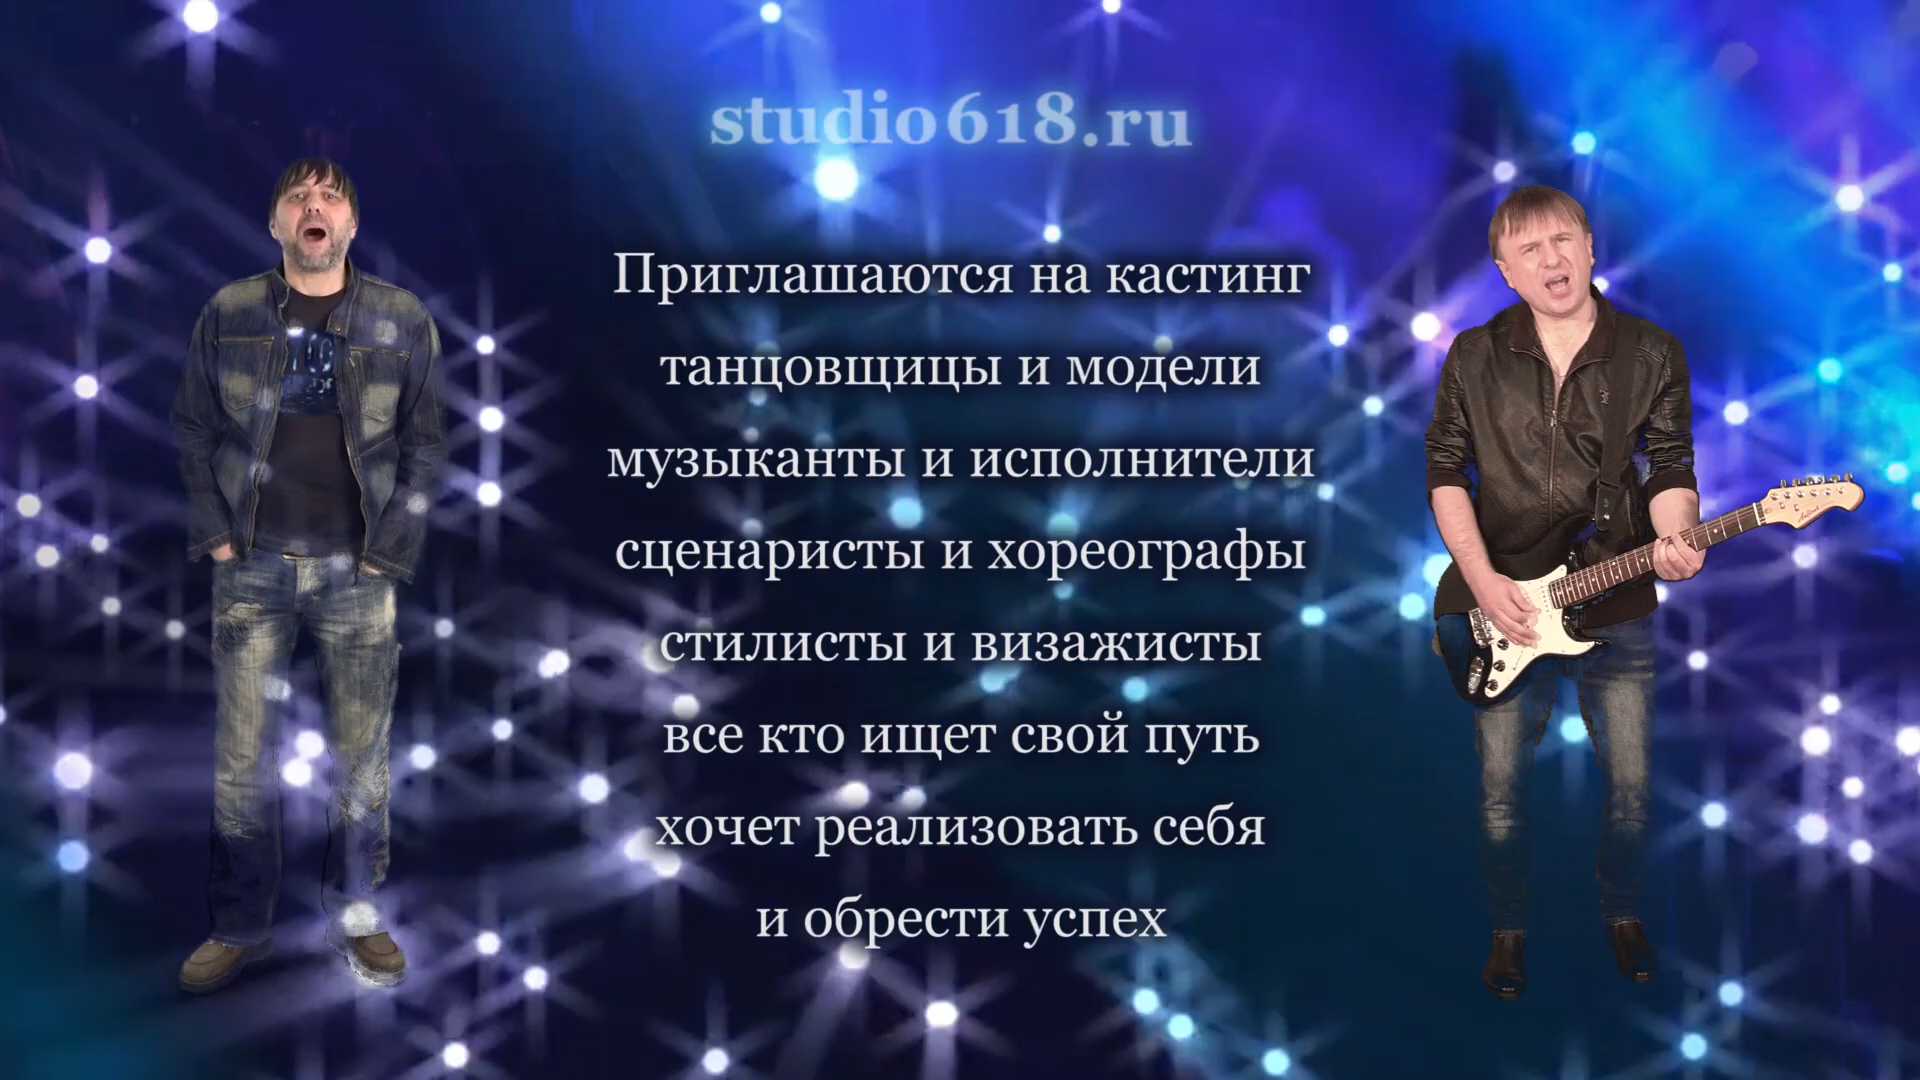 studio618.ru
Приглашаются на кастинг
танцовщицы и модели
музыканты и исполнители
сценаристы и хореографы
стилисты и визажисты
все кто ищет свой путь
хочет реализовать себя
и обрести успех